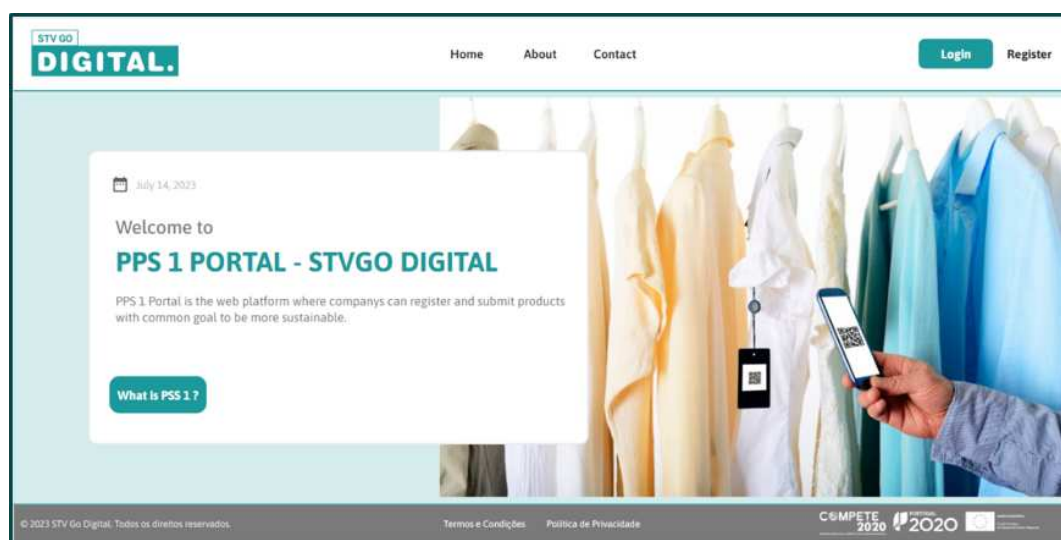 STV GO
DIGITAL.
Home About Contact
Login Register
July 14, 2023
Welcome to
PPS 1 PORTAL - STVGO DIGITAL
PPS 1 Portal is the web platform where companys can register and submit products
with common goal to be more sustainable.
What is PSS 1 ?
© 2023 STV Go Digital. Todos os direitos reservados.
Termos e Condições Política de Privacidade
COMPETE
2020
PORTUGAL
2020